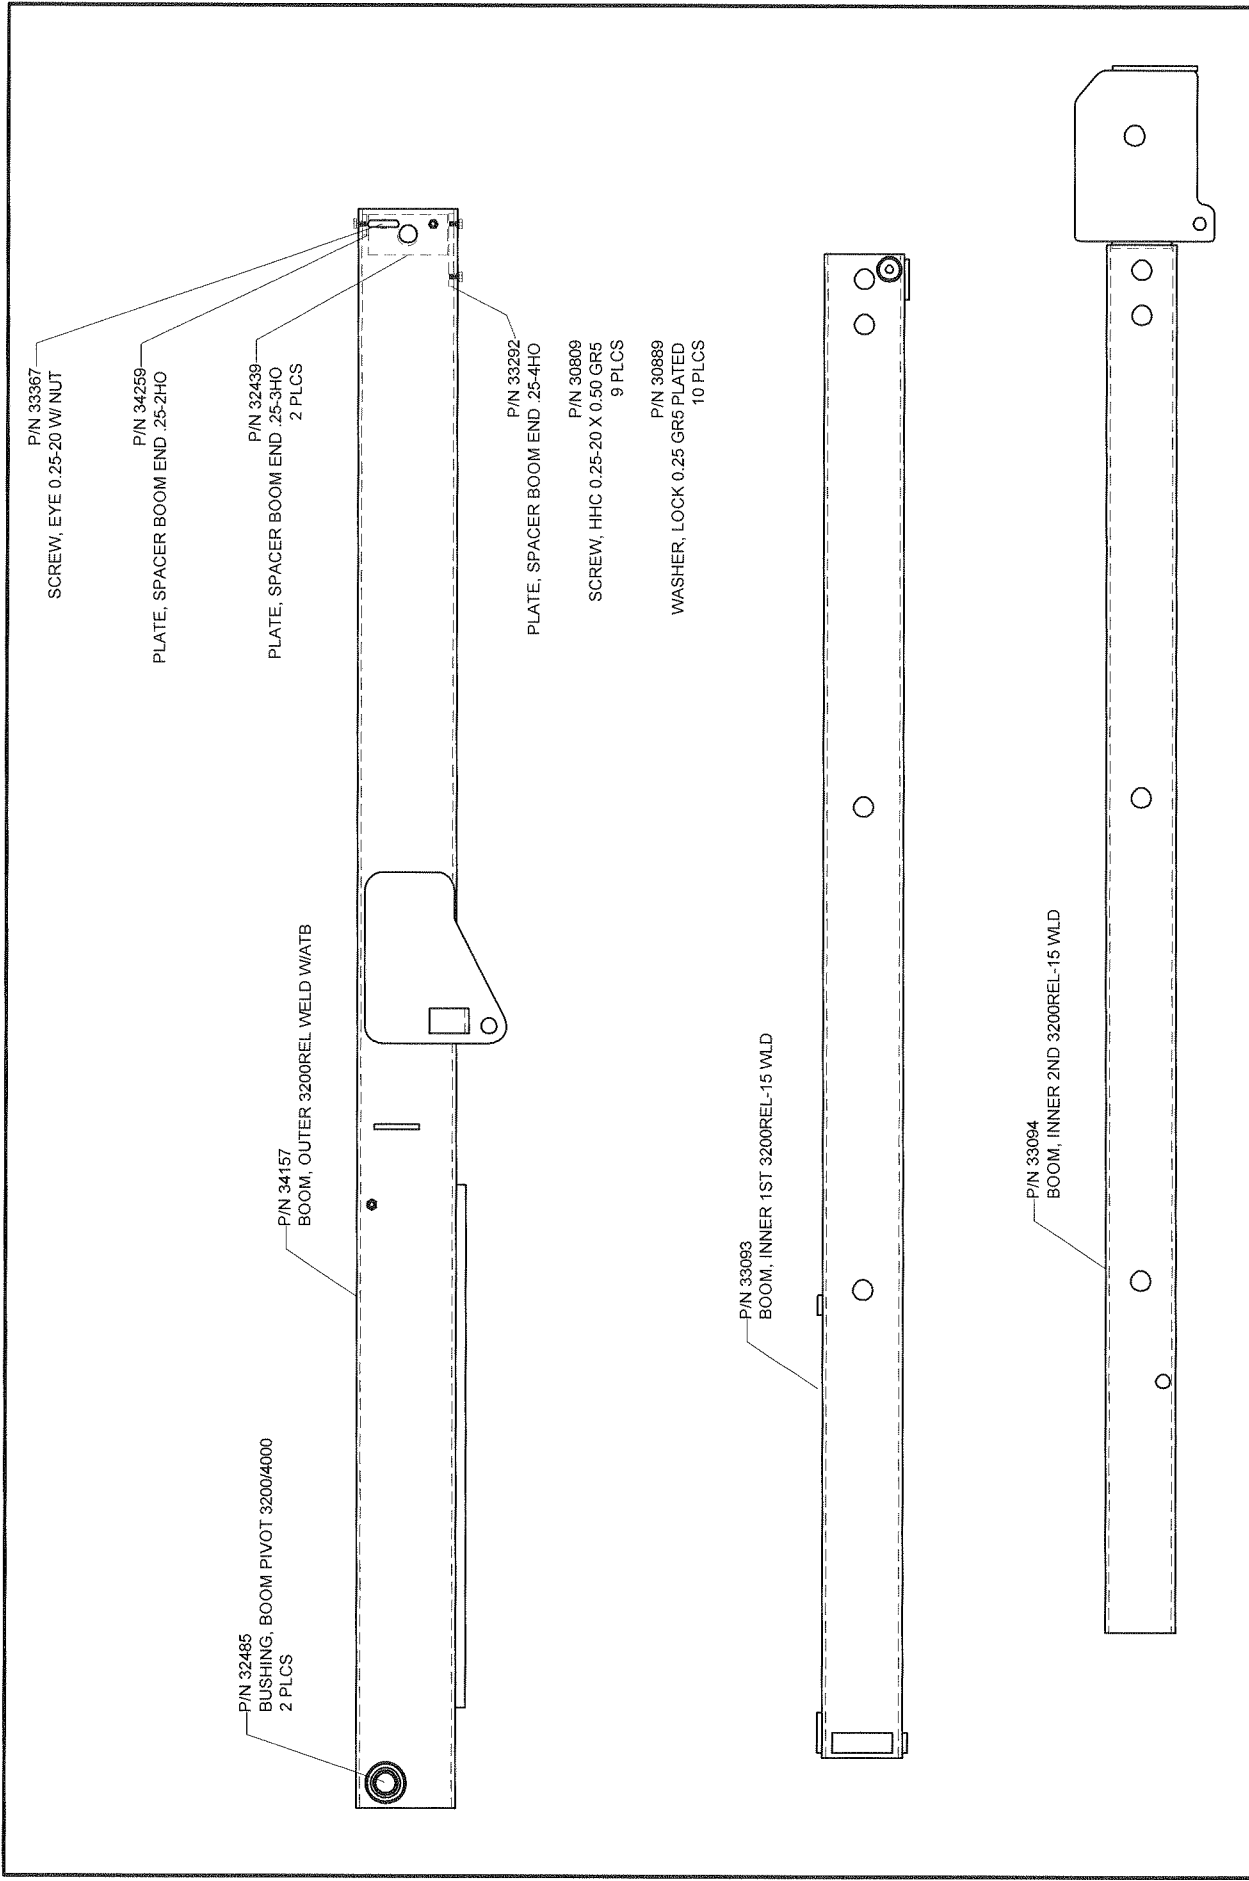 P/N 33367
SCREW, EYE 0.25-20 W/ NUT
P/N 34259
PLATE, SPACER BOOM END .25-2HO
P/N 32439
PLATE, SPACER BOOM END .25-3HO
2 PLCS
P/N 33292
PLATE, SPACER BOOM END .25-4HO
P/N 30809
SCREW, HHC 0.25-20 X 0.50 GR5
9 PLCS
P/N 30889
WASHER, LOCK 0.25 GR5 PLATED
10 PLCS
P/N 34157
BOOM, OUTER 3200REL WELD W/ATB
P/N 32485
BUSHING, BOOM PIVOT 3200/4000
2 PLCS
P/N 33093
BOOM, INNER 1ST 3200REL-15 WLD
P/N 33094
BOOM, INNER 2ND 3200REL-15 WLD